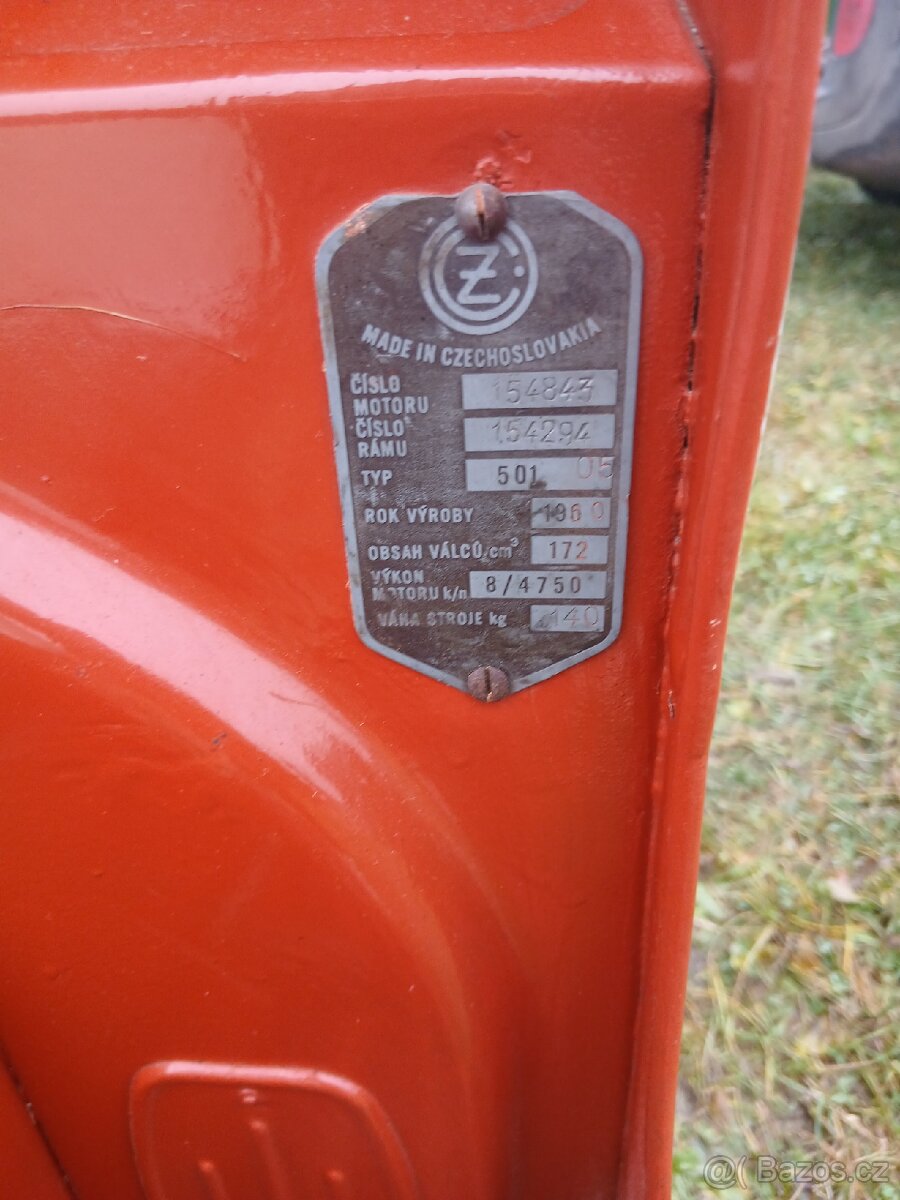 ČZ
MADE IN CZECHOSLOVAKIA
ČÍSLO MOTORU 154843
ČÍSLO RÁMU 154294
TYP 501 05
ROK VÝROBY 1960
OBSAH VÁLCŮ/cm³ 172
VÝKON MOTORU k/n 8/4750
VÁHA STROJE kg 140
@( Bazos.cz